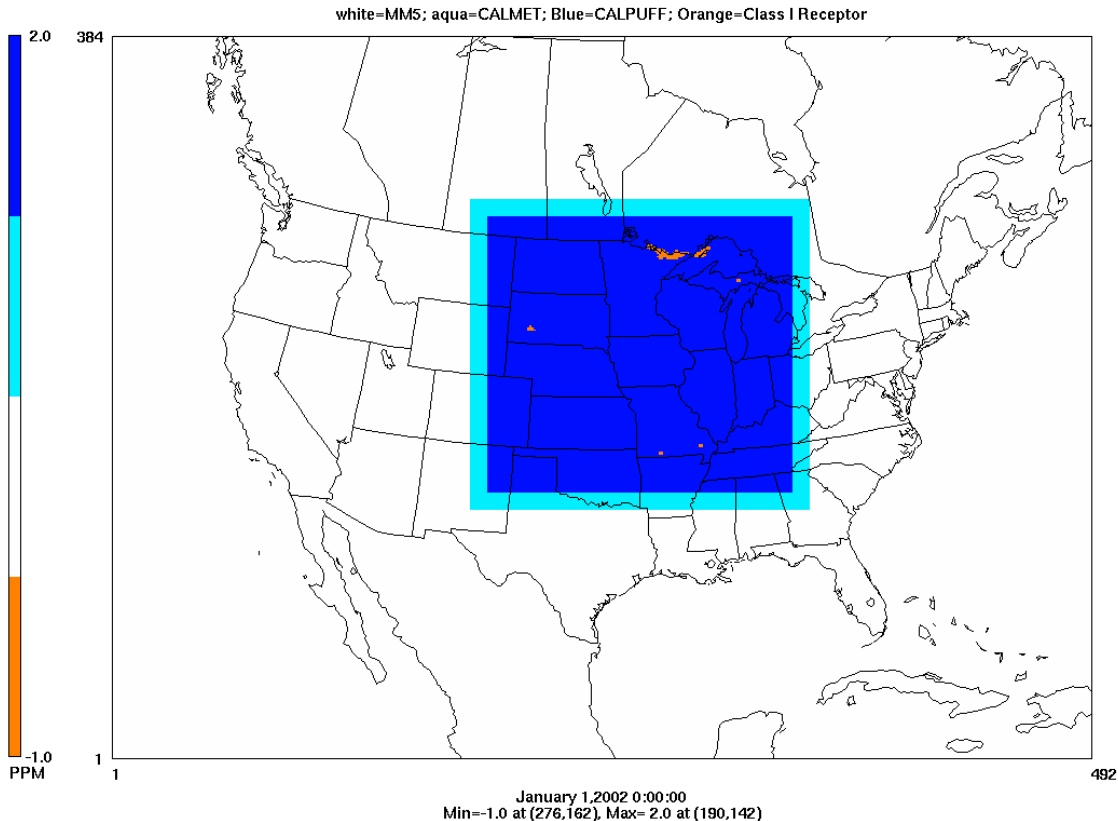 white=MM5; aqua=CALMET; Blue=CALPUFF; Orange=Class I Receptor
384
2.0
-1.0
PPM
1
1
492
January 1,2002 0:00:00
Min=-1.0 at (276,162), Max= 2.0 at (190,142)